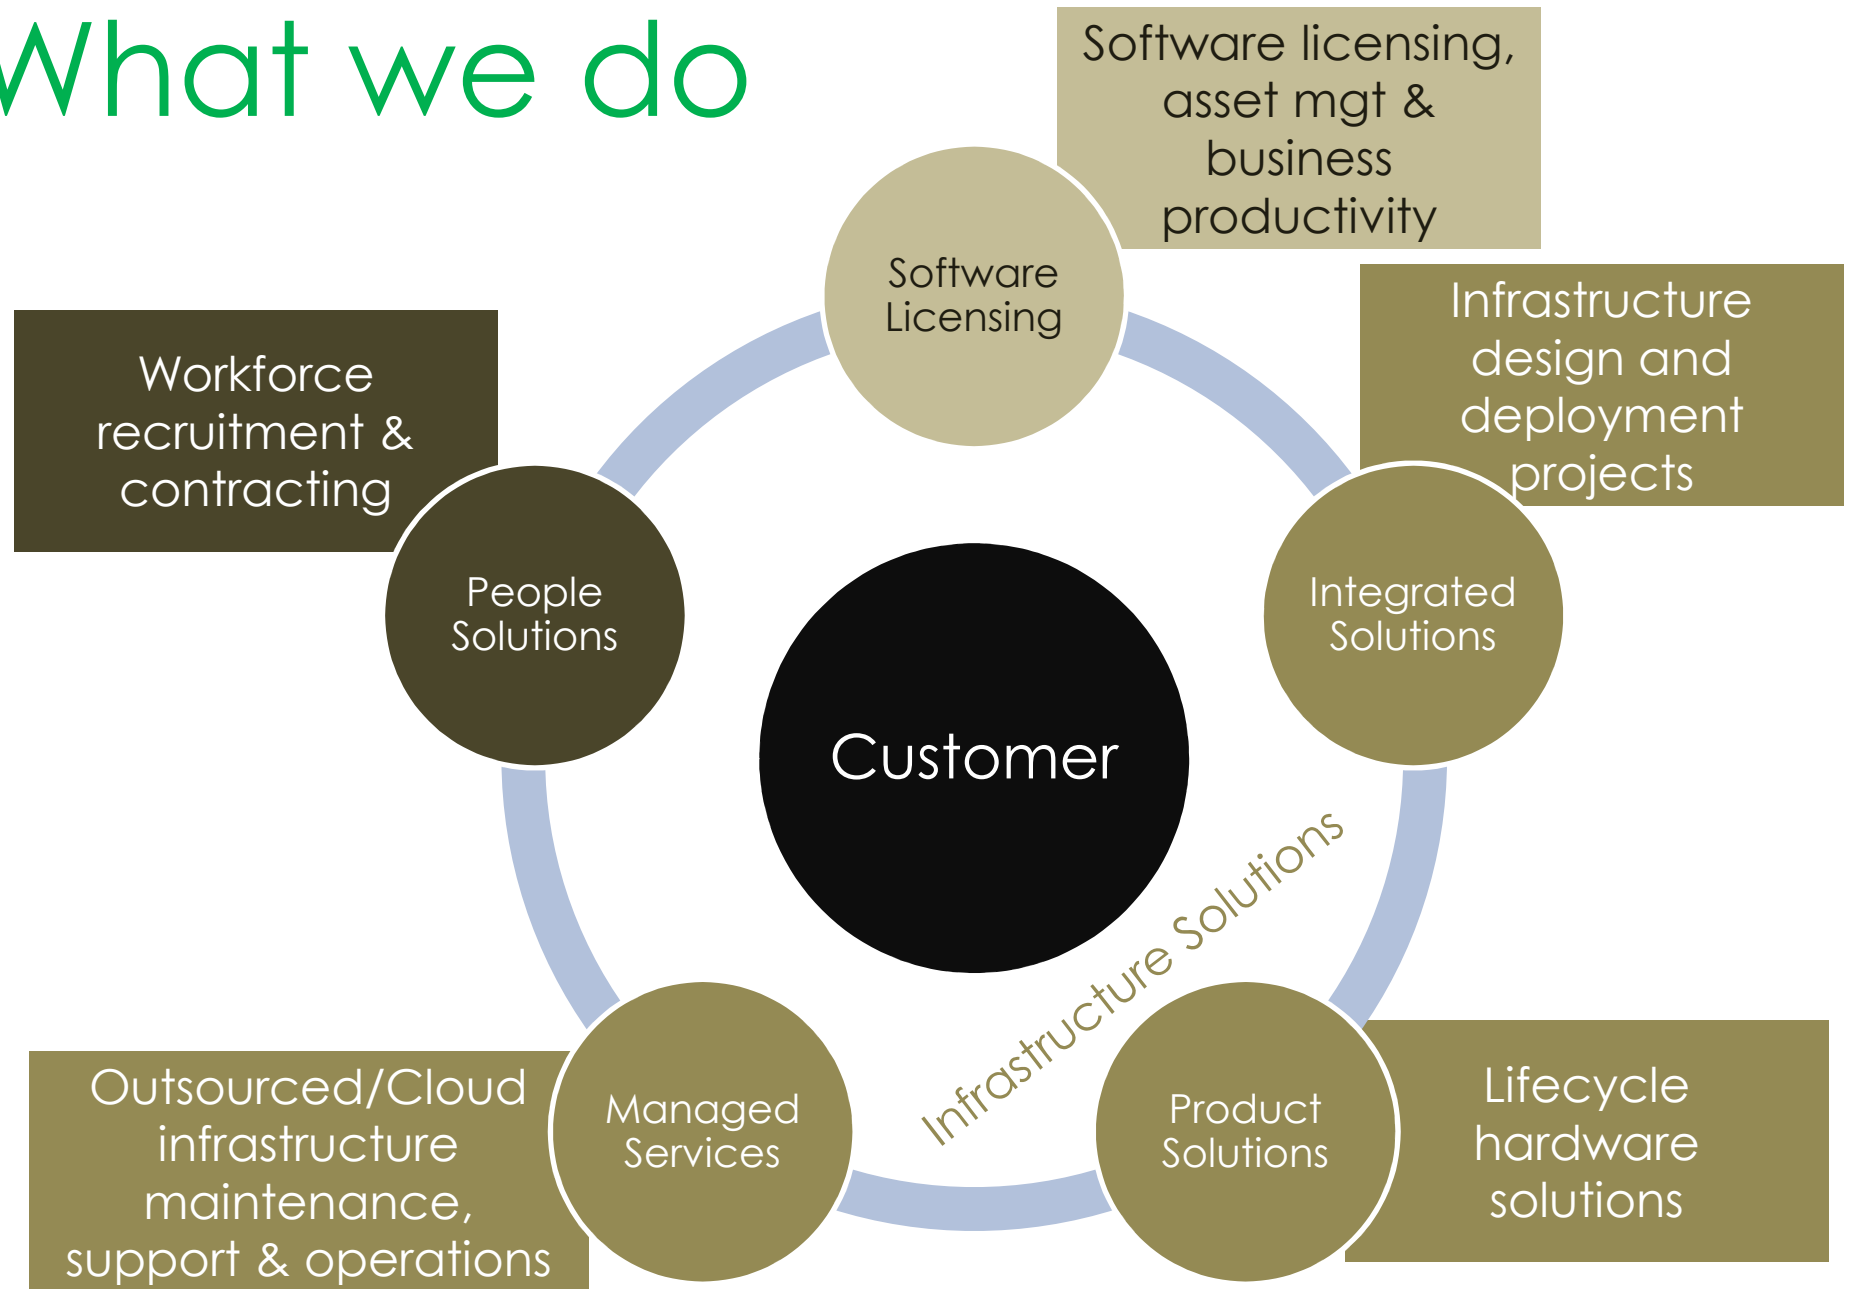 What we do
Software licensing,
asset mgt &
business
productivity
Software
Licensing
Infrastructure
design and
deployment
projects
Integrated
Solutions
Workforce
recruitment &
contracting
People
Solutions
Customer
Infrastructure Solutions
Outsourced/Cloud
infrastructure
maintenance,
support & operations
Managed
Services
Product
Solutions
Lifecycle
hardware
solutions